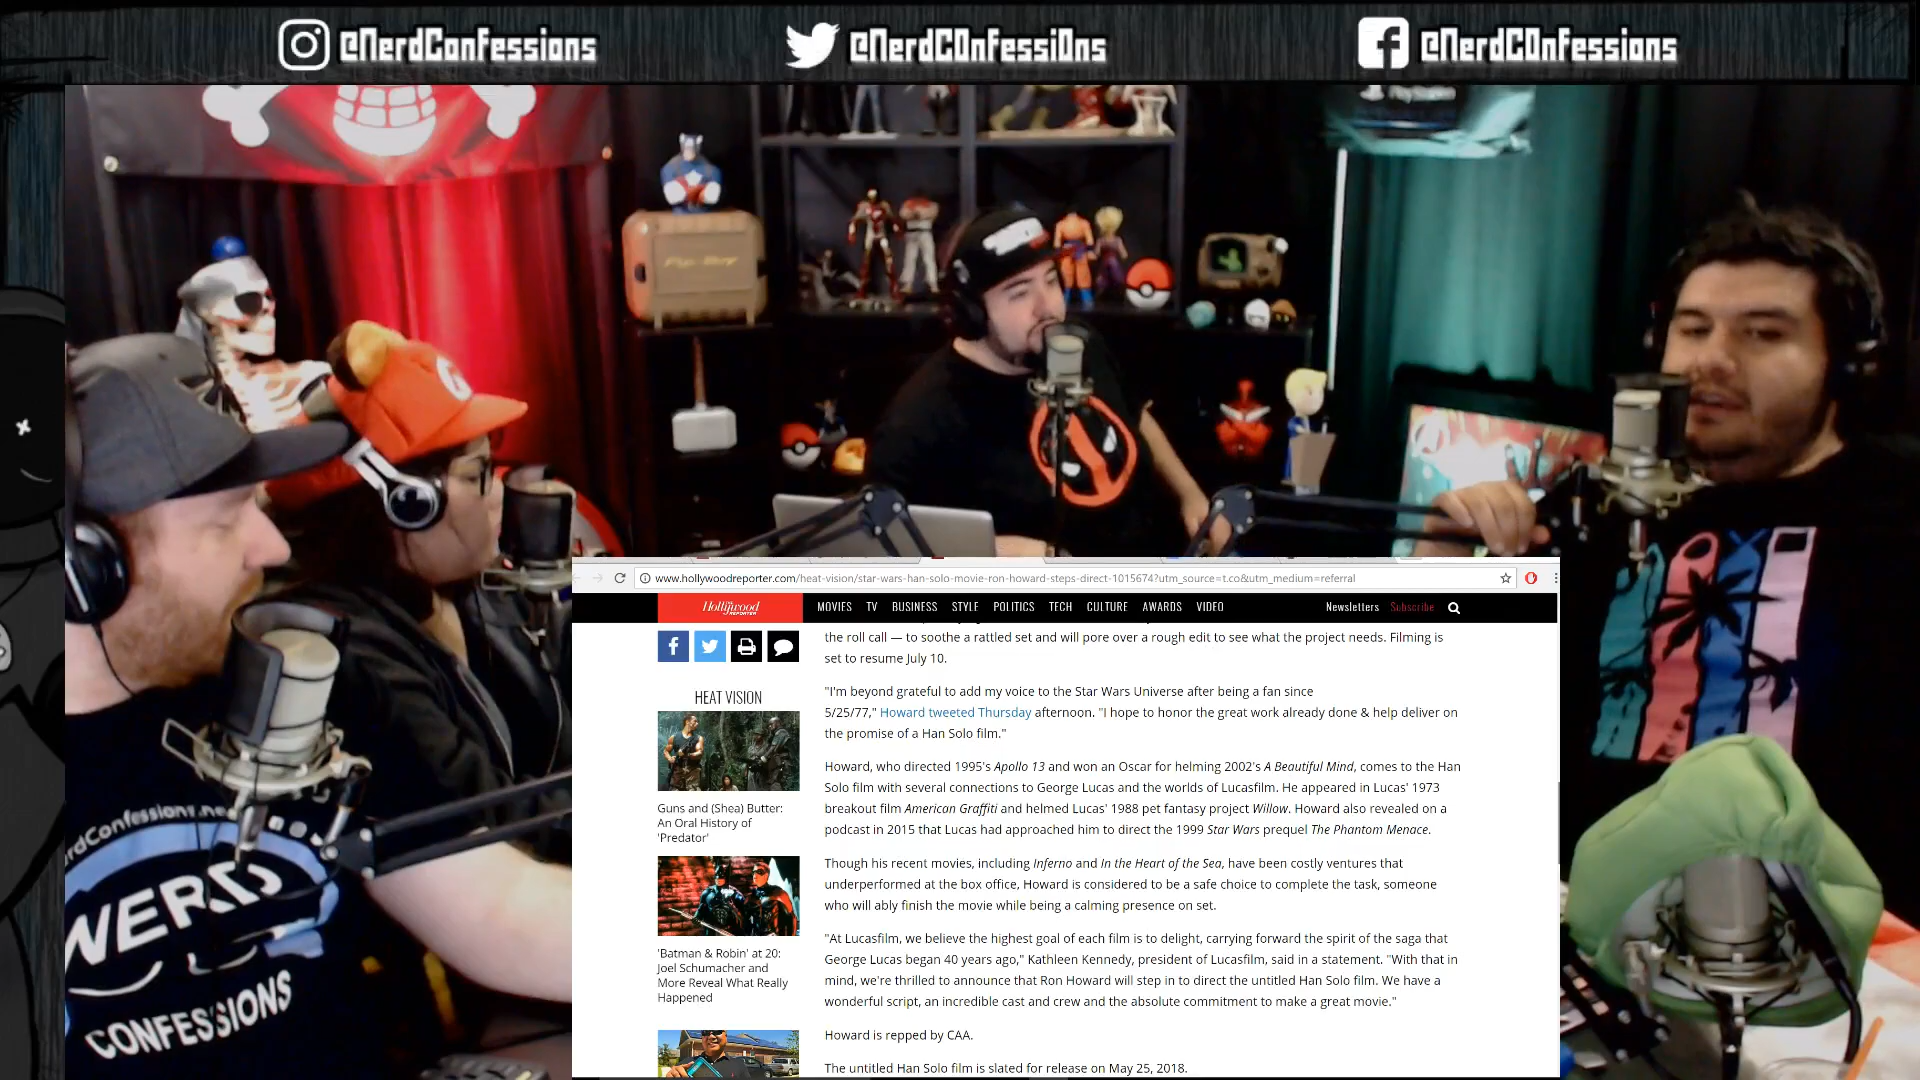 @NerdConfessions
@NerdC0nfessi0ns
@NerdC0nfessions
PlayStation
Pip-Boy
www.hollywoodreporter.com/heat-vision/star-wars-han-solo-movie-ron-howard-steps-direct-1015674?utm_source=t.co&utm_medium=referral
Hollywood REPORTER
MOVIES TV BUSINESS STYLE POLITICS TECH CULTURE AWARDS VIDEO
Newsletters Subscribe
the roll call — to soothe a rattled set and will pore over a rough edit to see what the project needs. Filming is
set to resume July 10.
"I'm beyond grateful to add my voice to the Star Wars Universe after being a fan since
5/25/77," Howard tweeted Thursday afternoon. "I hope to honor the great work already done & help deliver on
the promise of a Han Solo film."
Howard, who directed 1995's Apollo 13 and won an Oscar for helming 2002's A Beautiful Mind, comes to the Han
Solo film with several connections to George Lucas and the worlds of Lucasfilm. He appeared in Lucas' 1973
breakout film American Graffiti and helmed Lucas' 1988 pet fantasy project Willow. Howard also revealed on a
podcast in 2015 that Lucas had approached him to direct the 1999 Star Wars prequel The Phantom Menace.
Though his recent movies, including Inferno and In the Heart of the Sea, have been costly ventures that
underperformed at the box office, Howard is considered to be a safe choice to complete the task, someone
who will ably finish the movie while being a calming presence on set.
"At Lucasfilm, we believe the highest goal of each film is to delight, carrying forward the spirit of the saga that
George Lucas began 40 years ago," Kathleen Kennedy, president of Lucasfilm, said in a statement. "With that in
mind, we're thrilled to announce that Ron Howard will step in to direct the untitled Han Solo film. We have a
wonderful script, an incredible cast and crew and the absolute commitment to make a great movie."
Howard is repped by CAA.
The untitled Han Solo film is slated for release on May 25, 2018.
HEAT VISION
Guns and (Shea) Butter:
An Oral History of
'Predator'
'Batman & Robin' at 20:
Joel Schumacher and
More Reveal What Really
Happened
rdConfessions.ne
NERD
CONFESSIONS
G